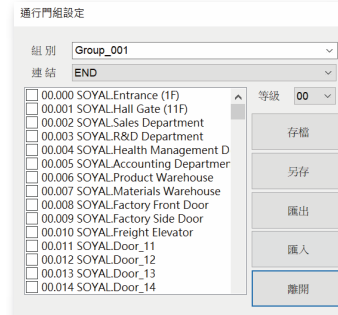 通行門組設定
組別 Group_001
連結 END
等級 00
00.000 SOYAL.Entrance (1F)
00.001 SOYAL.Hall Gate (11F)
00.002 SOYAL.Sales Department
00.003 SOYAL.R&D Department
00.004 SOYAL.Health Management D
00.005 SOYAL.Accounting Departmer
00.006 SOYAL.Product Warehouse
00.007 SOYAL.Materials Warehouse
00.008 SOYAL.Factory Front Door
00.009 SOYAL.Factory Side Door
00.010 SOYAL.Freight Elevator
00.011 SOYAL.Door_11
00.012 SOYAL.Door_12
00.013 SOYAL.Door_13
00.014 SOYAL.Door_14
存檔
另存
匯出
匯入
離開